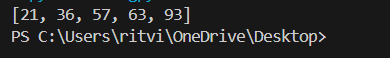 [21, 36, 57, 63, 93]
PS C:\Users\ritvi\OneDrive\Desktop>